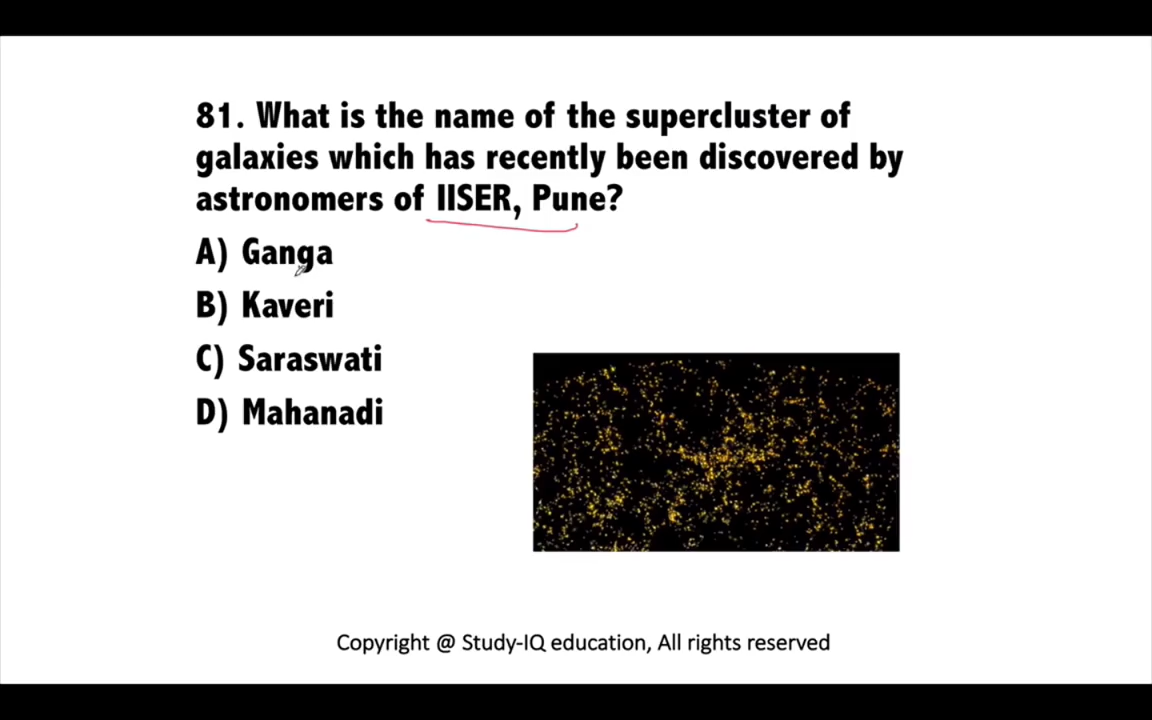 81. What is the name of the supercluster of
galaxies which has recently been discovered by
astronomers of IISER, Pune?
A) Ganga
B) Kaveri
C) Saraswati
D) Mahanadi
Copyright @ Study-IQ education, All rights reserved